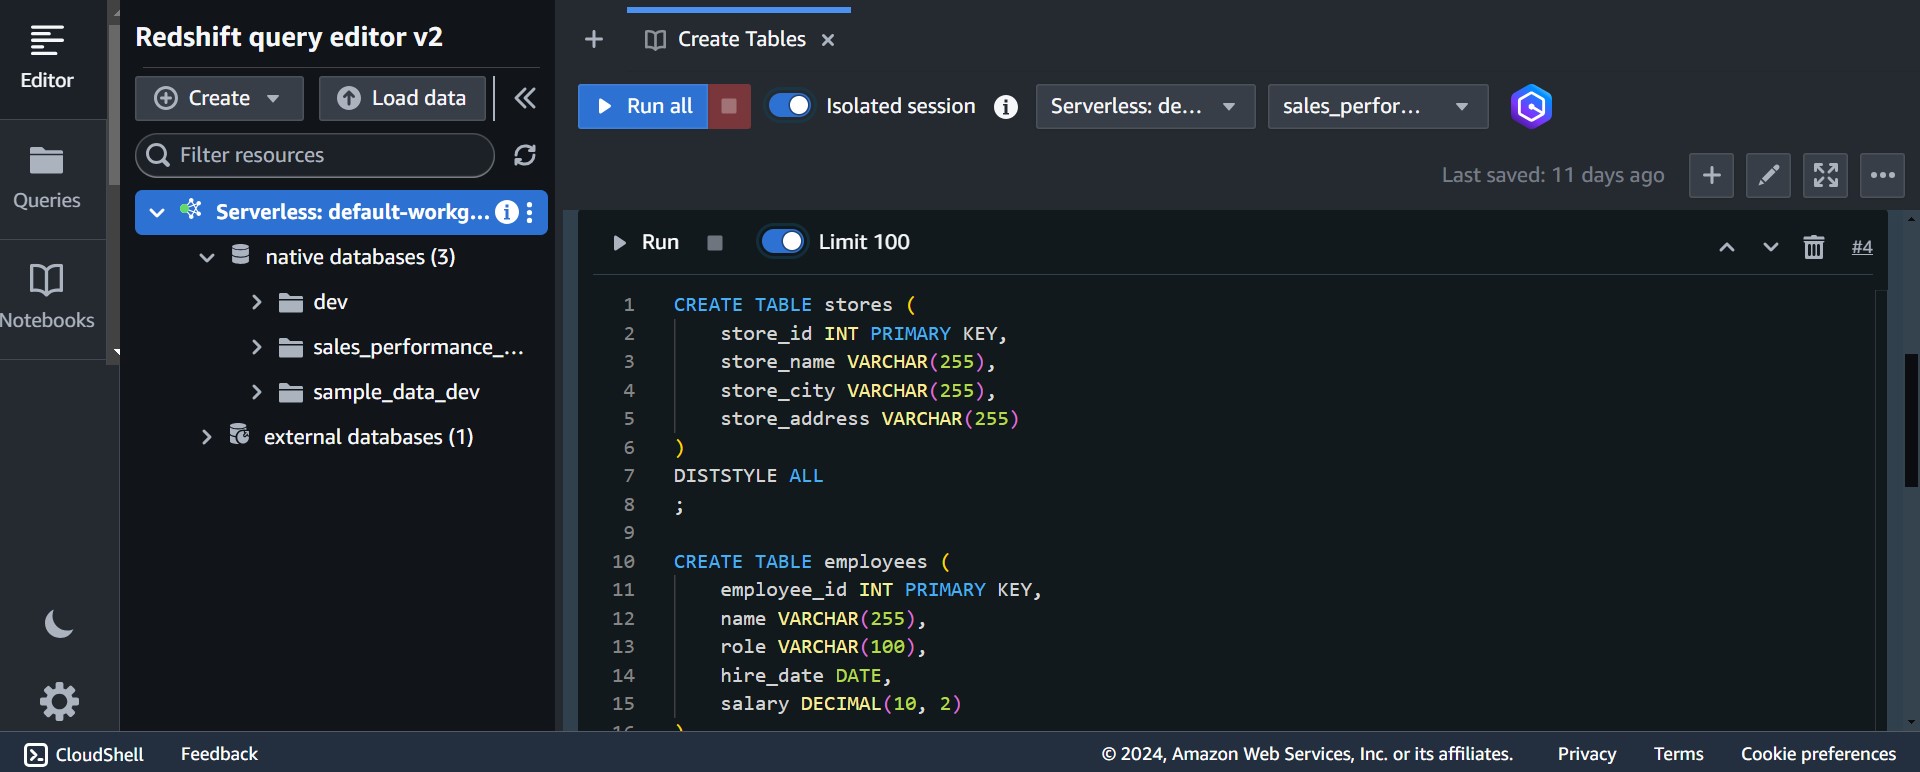 Editor
Queries
Notebooks
Redshift query editor v2
Create
Load data
Filter resources
Serverless: default-workg...
native databases (3)
dev
sales_performance_...
sample_data_dev
external databases (1)
Create Tables
Run all
Isolated session
Serverless: de...
sales_perfor...
Last saved: 11 days ago
Run
Limit 100
#4
1 CREATE TABLE stores (
2 store_id INT PRIMARY KEY,
3 store_name VARCHAR(255),
4 store_city VARCHAR(255),
5 store_address VARCHAR(255)
6 )
7 DISTSTYLE ALL
8 ;
9
10 CREATE TABLE employees (
11 employee_id INT PRIMARY KEY,
12 name VARCHAR(255),
13 role VARCHAR(100),
14 hire_date DATE,
15 salary DECIMAL(10, 2)
16 )
CloudShell
Feedback
© 2024, Amazon Web Services, Inc. or its affiliates.
Privacy
Terms
Cookie preferences